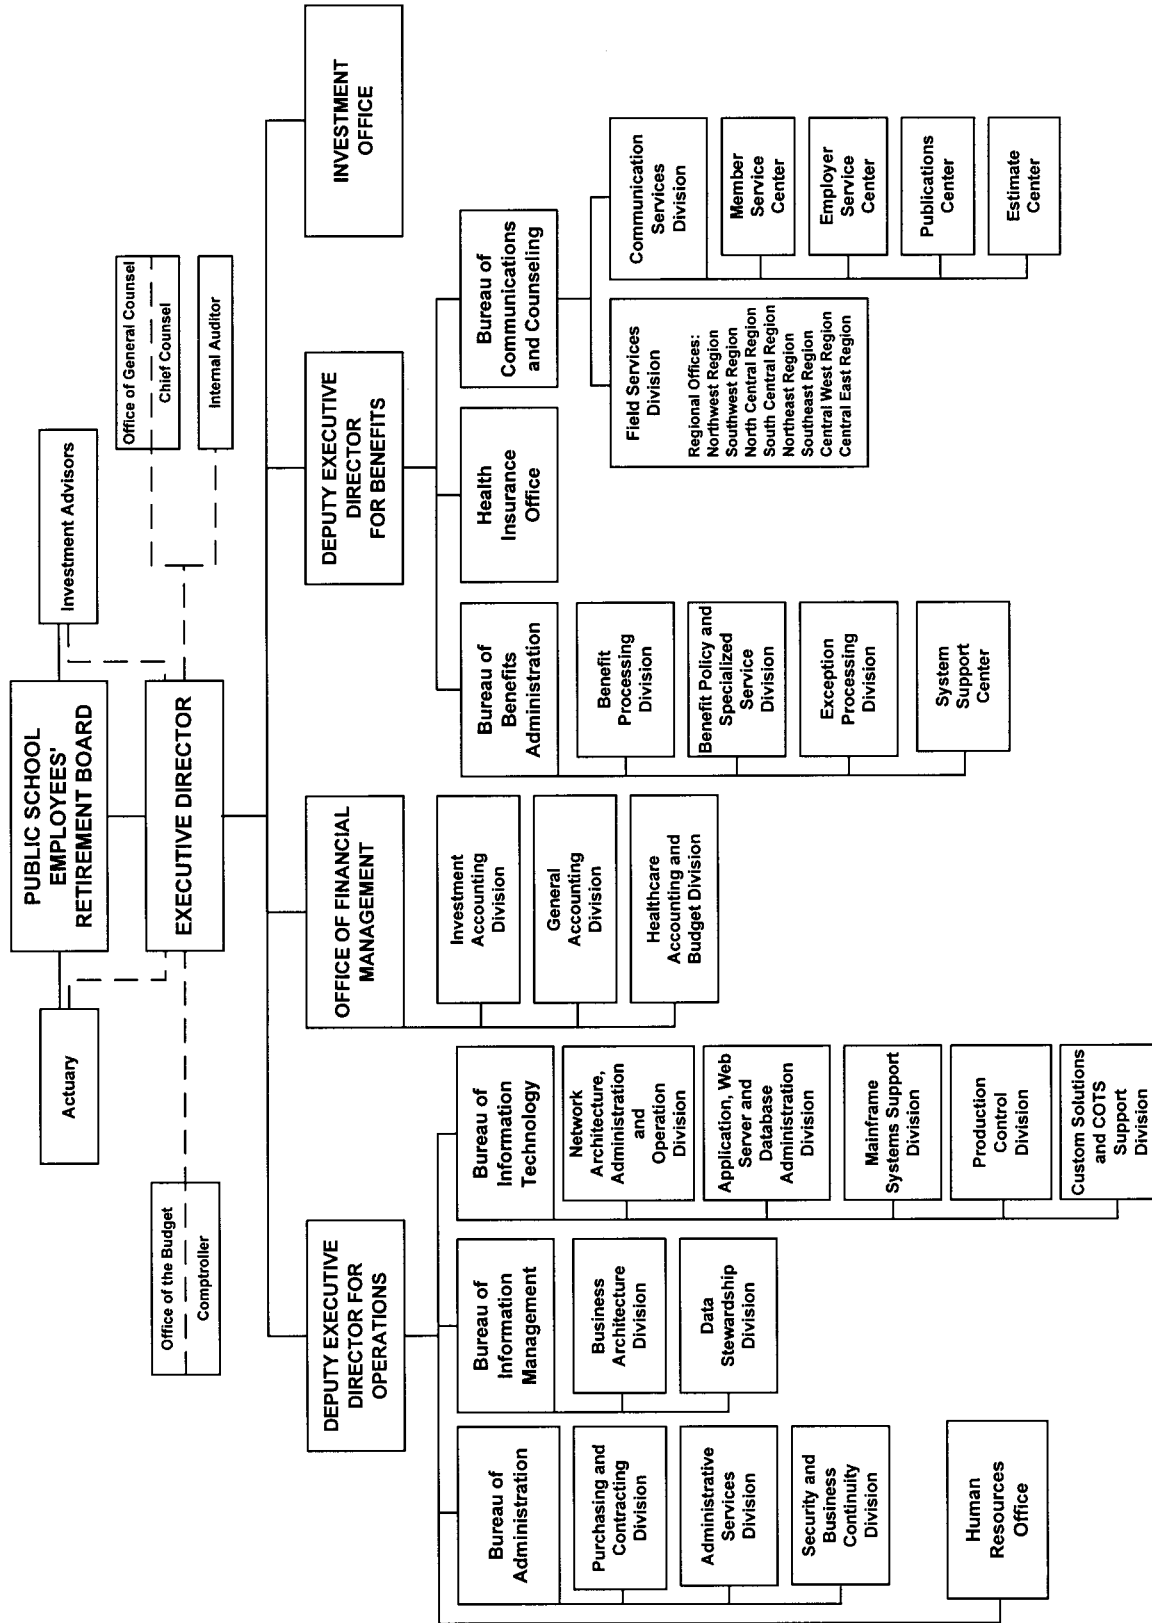 PUBLIC SCHOOL
EMPLOYEES'
RETIREMENT BOARD
Actuary
Investment Advisors
EXECUTIVE DIRECTOR
Office of the Budget
Comptroller
Office of General Counsel
Chief Counsel
Internal Auditor
DEPUTY EXECUTIVE
DIRECTOR FOR
OPERATIONS
OFFICE OF FINANCIAL
MANAGEMENT
DEPUTY EXECUTIVE
DIRECTOR
FOR BENEFITS
INVESTMENT
OFFICE
Bureau of
Administration
Purchasing and
Contracting
Division
Administrative
Services
Division
Security and
Business
Continuity
Division
Human
Resources
Office
Bureau of
Information
Management
Business
Architecture
Division
Data
Stewardship
Division
Bureau of
Information
Technology
Network
Architecture,
Administration
and
Operation
Division
Application, Web
Server and
Database
Administration
Division
Mainframe
Systems Support
Division
Production
Control
Division
Custom Solutions
and COTS
Support
Division
Investment
Accounting
Division
General
Accounting
Division
Healthcare
Accounting and
Budget Division
Bureau of
Benefits
Administration
Benefit
Processing
Division
Benefit Policy and
Specialized
Service
Division
Exception
Processing
Division
System
Support
Center
Health
Insurance
Office
Bureau of
Communications
and Counseling
Field Services
Division
Regional Offices:
Northwest Region
Southwest Region
North Central Region
South Central Region
Northeast Region
Southeast Region
Central West Region
Central East Region
Communication
Services
Division
Member
Service
Center
Employer
Service
Center
Publications
Center
Estimate
Center